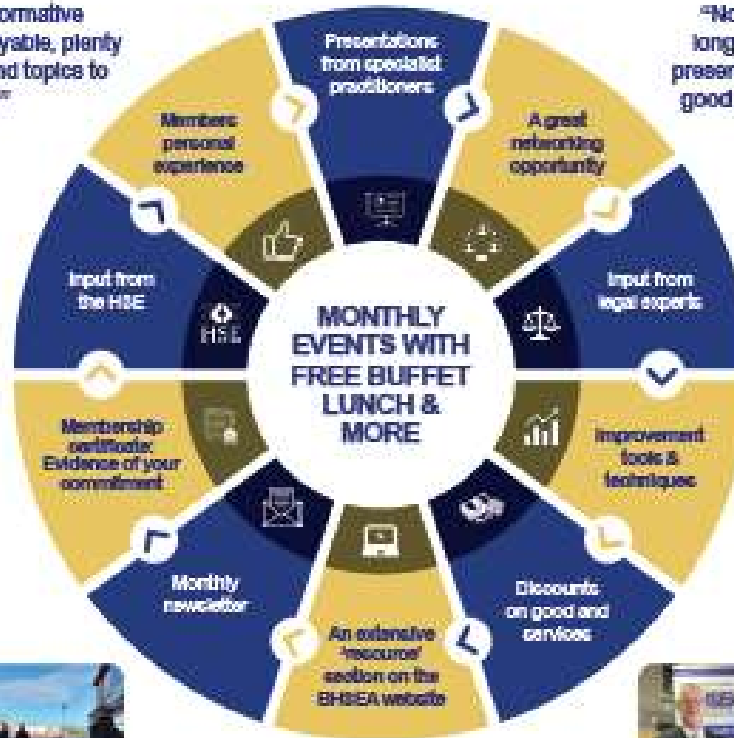 ormative
yable, plenty
nd topics to
"
"No
long
presen
good
Presentations
from specialist
practitioners
A great
networking
opportunity
Input from
legal experts
Improvement
tools &
techniques
Discounts
on good and
services
An extensive
'resource'
section on the
BHSEA website
Monthly
newsletter
Membership
certificate:
Evidence of your
commitment
Input from
the HSE
HSE
Members
personal
experience
MONTHLY
EVENTS WITH
FREE BUFFET
LUNCH &
MORE